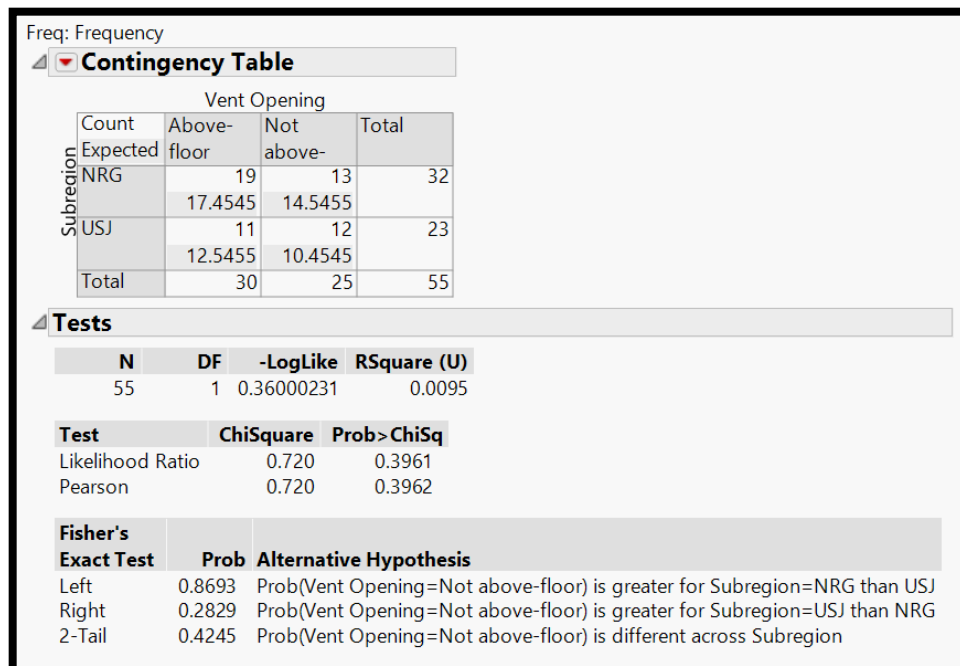 Freq: Frequency
Contingency Table
Vent Opening
Count Above- Not Total
Expected floor above-
Subregion
NRG 19 13 32
17.4545 14.5455
USJ 11 12 23
12.5455 10.4545
Total 30 25 55
Tests
N DF -LogLike RSquare (U)
55 1 0.36000231 0.0095
Test ChiSquare Prob>ChiSq
Likelihood Ratio 0.720 0.3961
Pearson 0.720 0.3962
Fisher's
Exact Test Prob Alternative Hypothesis
Left 0.8693 Prob(Vent Opening=Not above-floor) is greater for Subregion=NRG than USJ
Right 0.2829 Prob(Vent Opening=Not above-floor) is greater for Subregion=USJ than NRG
2-Tail 0.4245 Prob(Vent Opening=Not above-floor) is different across Subregion